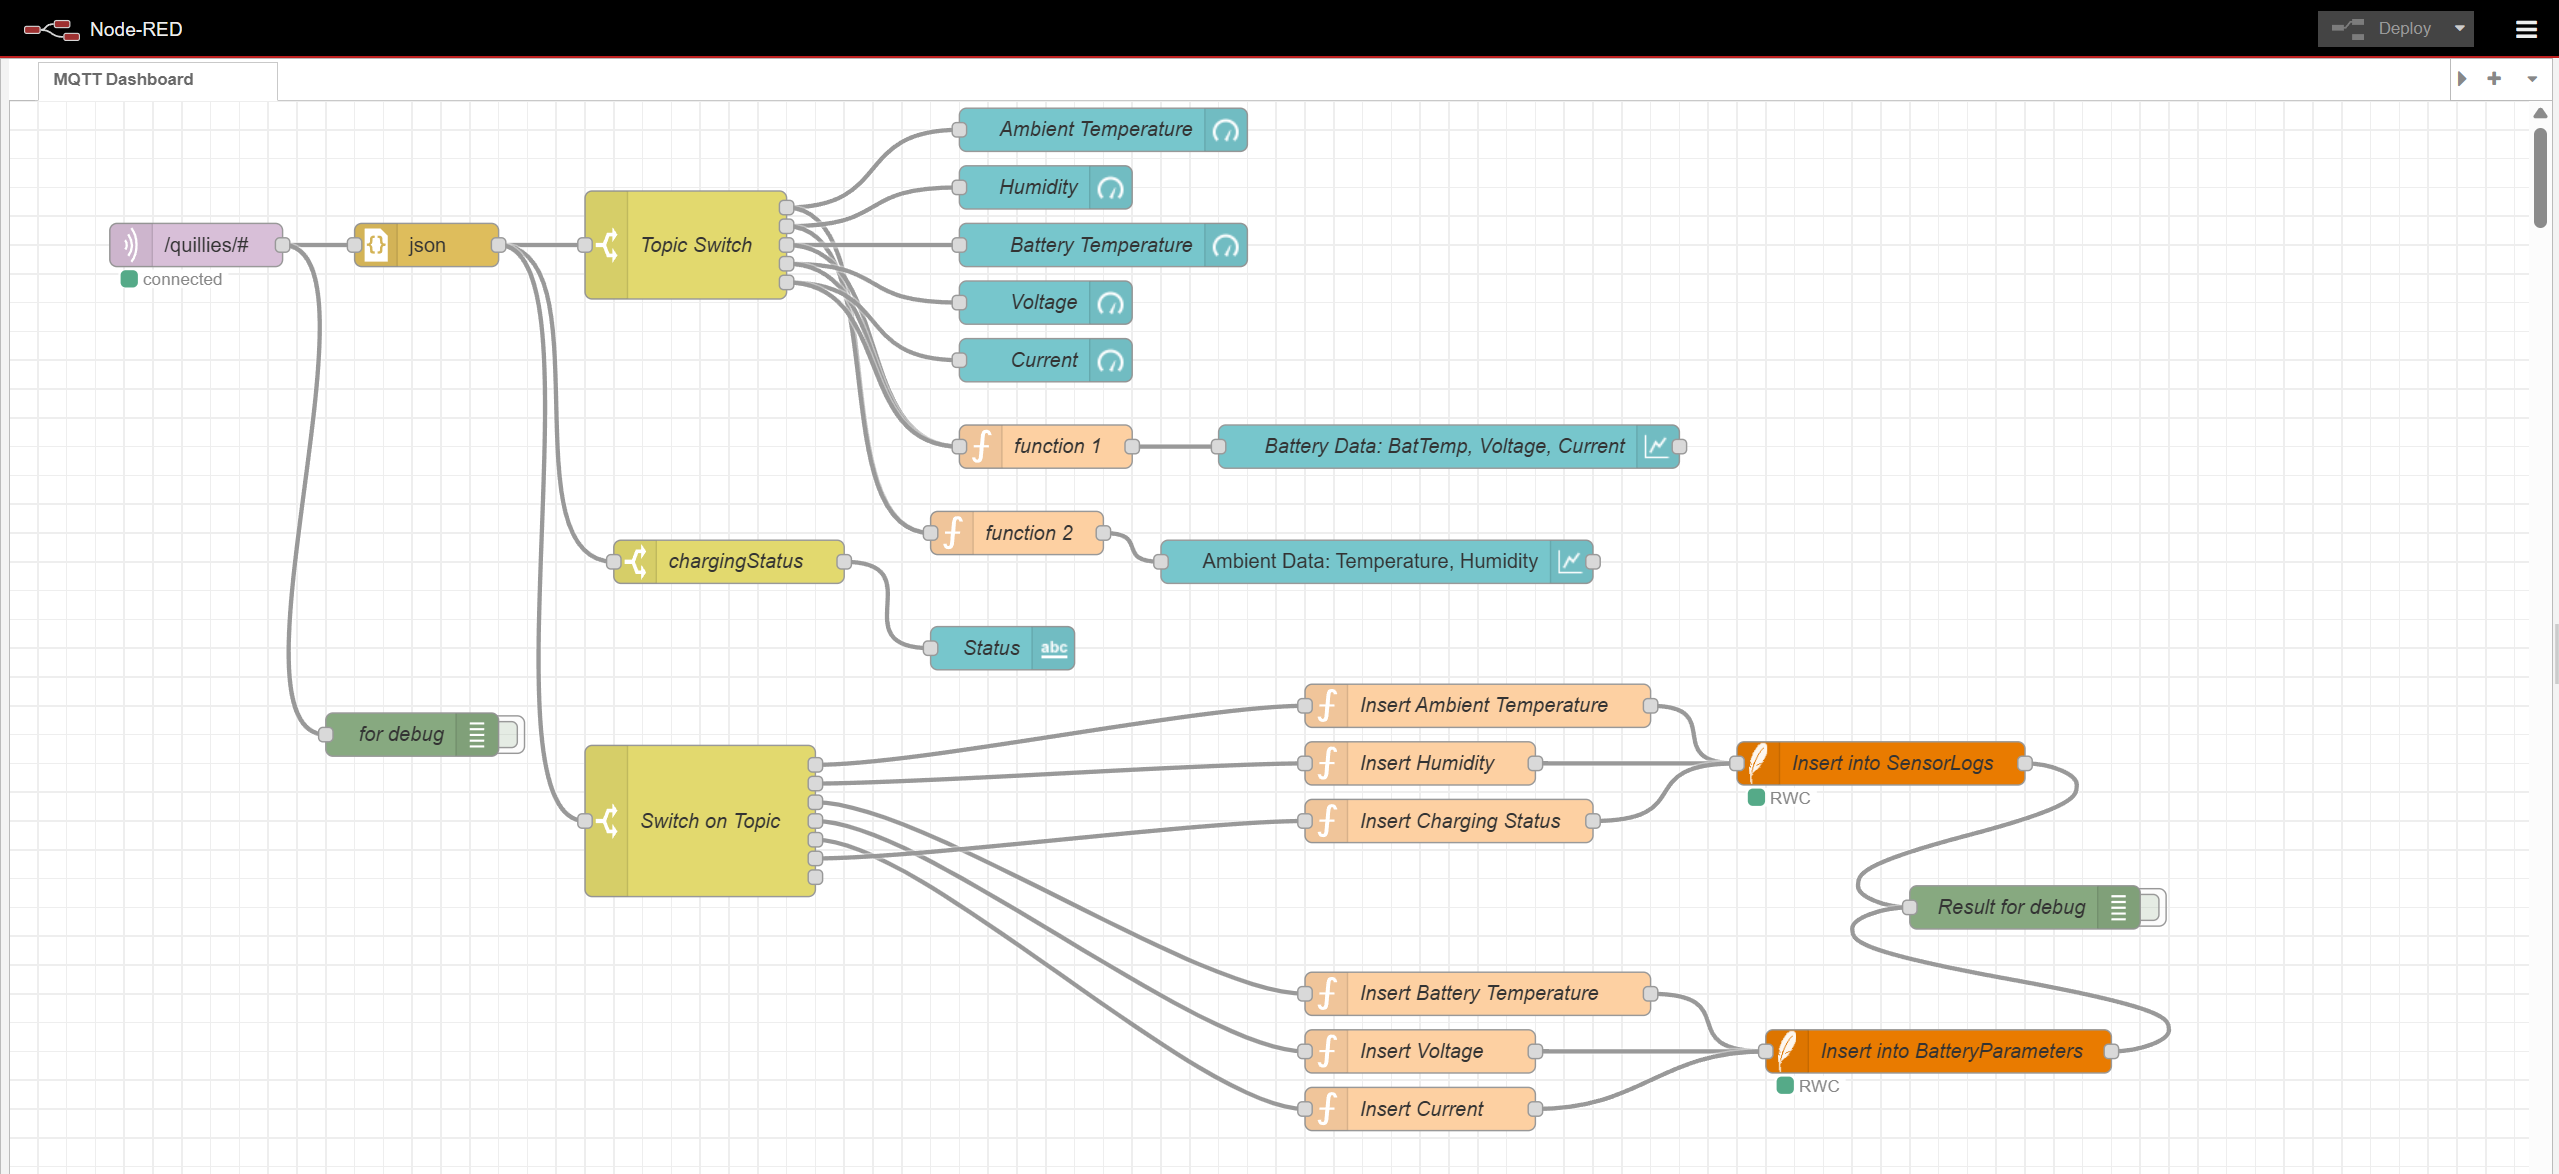 Node-RED
Deploy
MQTT Dashboard
Ambient Temperature
Humidity
/quillies/#
connected
json
Topic Switch
Battery Temperature
Voltage
Current
function 1
Battery Data: BatTemp, Voltage, Current
function 2
chargingStatus
Ambient Data: Temperature, Humidity
Status
abc
for debug
Insert Ambient Temperature
Insert Humidity
Insert into SensorLogs
RWC
Switch on Topic
Insert Charging Status
Result for debug
Insert Battery Temperature
Insert Voltage
Insert into BatteryParameters
RWC
Insert Current